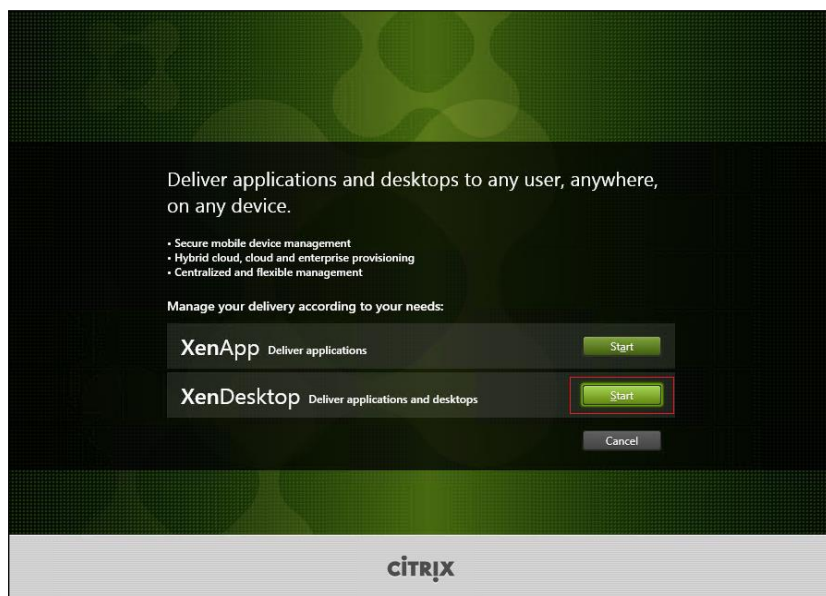 Deliver applications and desktops to any user, anywhere,
on any device.
• Secure mobile device management
• Hybrid cloud, cloud and enterprise provisioning
• Centralized and flexible management
Manage your delivery according to your needs:
XenApp Deliver applications Start
XenDesktop Deliver applications and desktops Start
Cancel
CITRIX